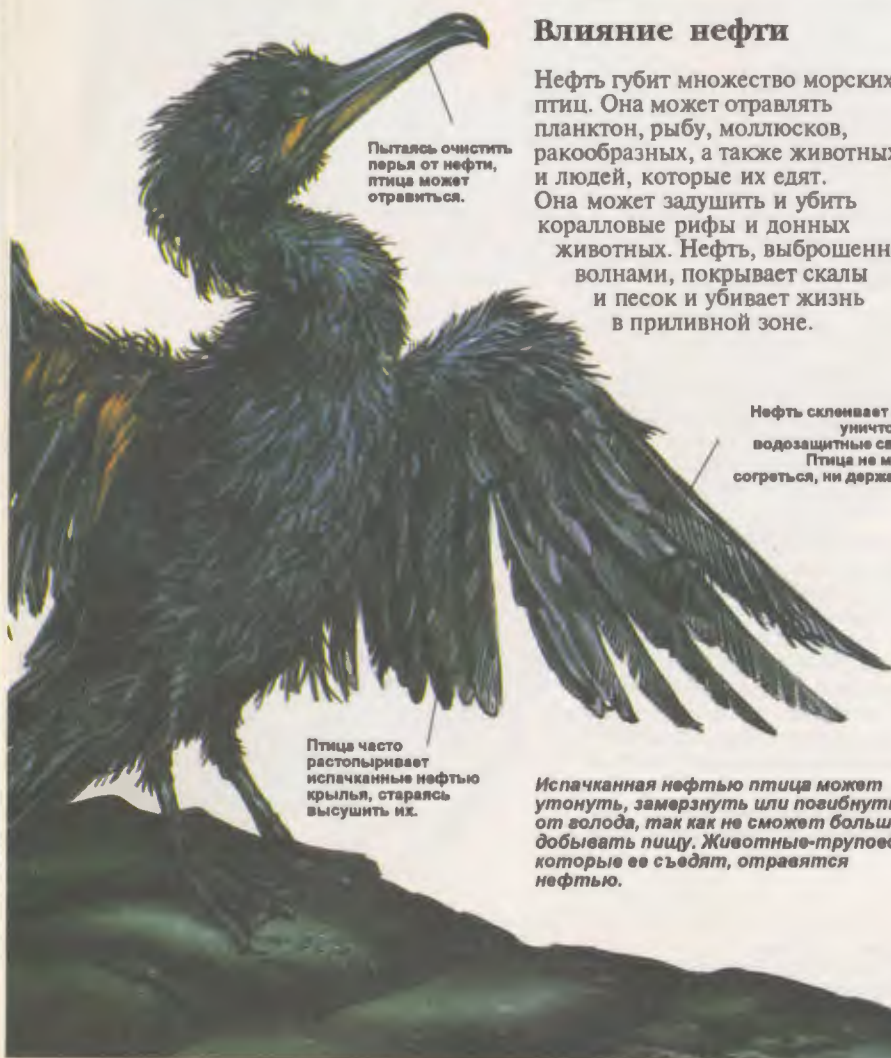 Влияние нефти
Нефть губит множество морских
птиц. Она может отравлять
планктон, рыбу, моллюсков,
ракообразных, а также животных
и людей, которые их едят.
Она может задушить и убить
коралловые рифы и донных
животных. Нефть, выброшенн
волнами, покрывает скалы
и песок и убивает жизнь
в приливной зоне.
Пытаясь очистить
перья от нефти,
птица может
отравиться.
Нефть склеивает
уничто
водозащитные св
Птица не м
согреться, ни держа
Птица часто
растопыривает
испачканные нефтью
крылья, стараясь
высушить их.
Испачканная нефтью птица может
утонуть, замерзнуть или погибнуть
от голода, так как не сможет больш
добывать пищу. Животные-трупое
которые ее съедят, отравятся
нефтью.